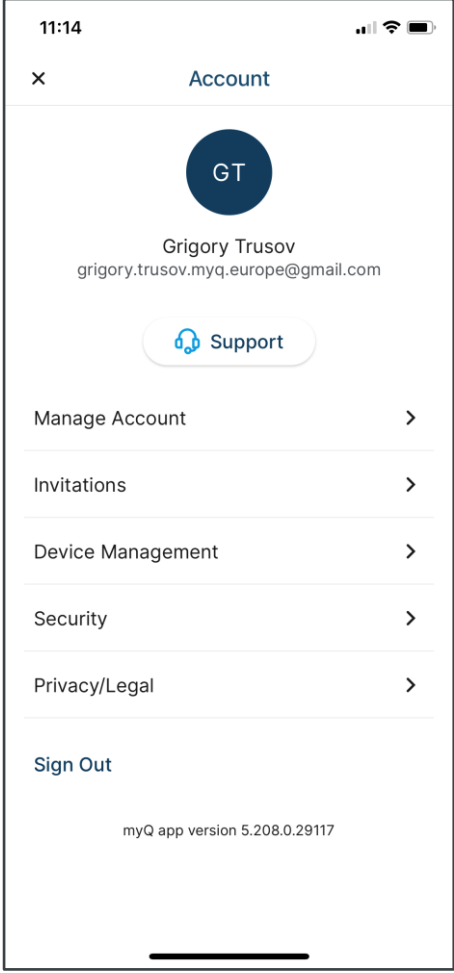 11:14
Account
GT
Grigory Trusov
grigory.trusov.myq.europe@gmail.com
Support
Manage Account
Invitations
Device Management
Security
Privacy/Legal
Sign Out
myQ app version 5.208.0.29117